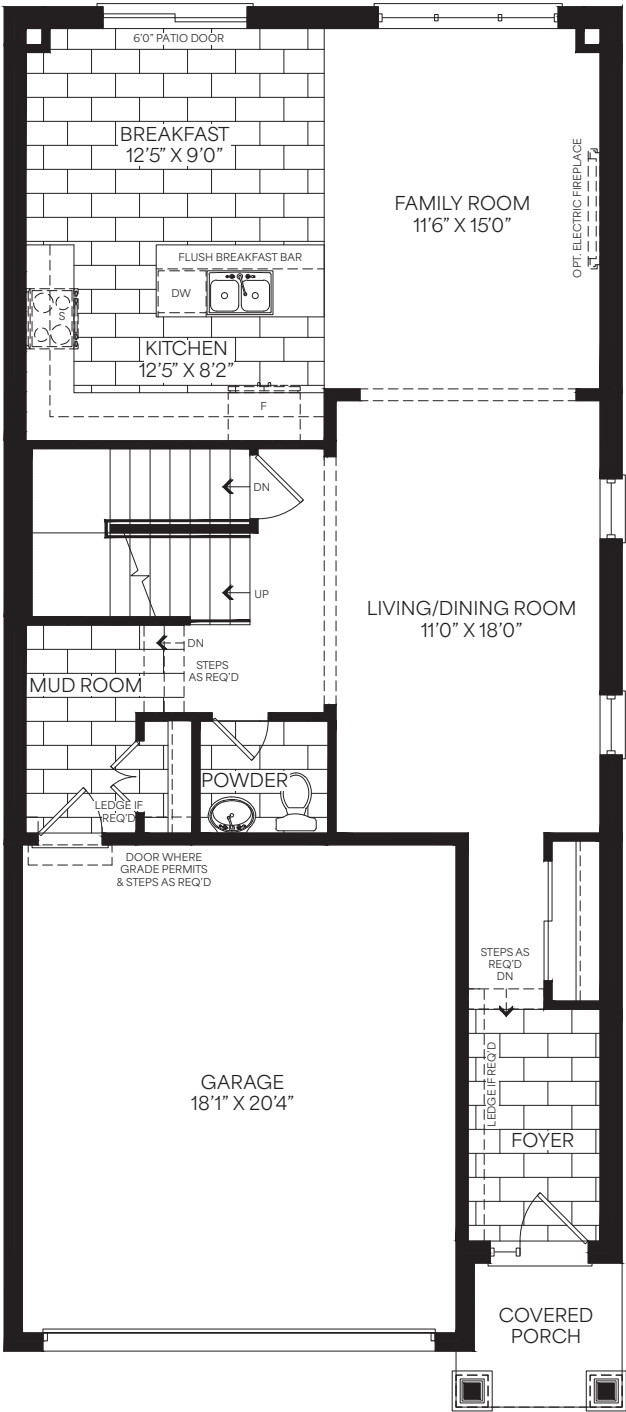 6'0" PATIO DOOR
BREAKFAST
12'5" X 9'0"
FAMILY ROOM
11'6" X 15'0"
OPT. ELECTRIC FIREPLACE
FLUSH BREAKFAST BAR
DW
S
KITCHEN
12'5" X 8'2"
F
DN
UP
LIVING/DINING ROOM
11'0" X 18'0"
DN
STEPS
AS REQ'D
MUD ROOM
POWDER
LEDGE IF
REQ'D
DOOR WHERE
GRADE PERMITS
& STEPS AS REQ'D
STEPS AS
REQ'D
DN
LEDGE IF REQ'D
GARAGE
18'1" X 20'4"
FOYER
COVERED
PORCH